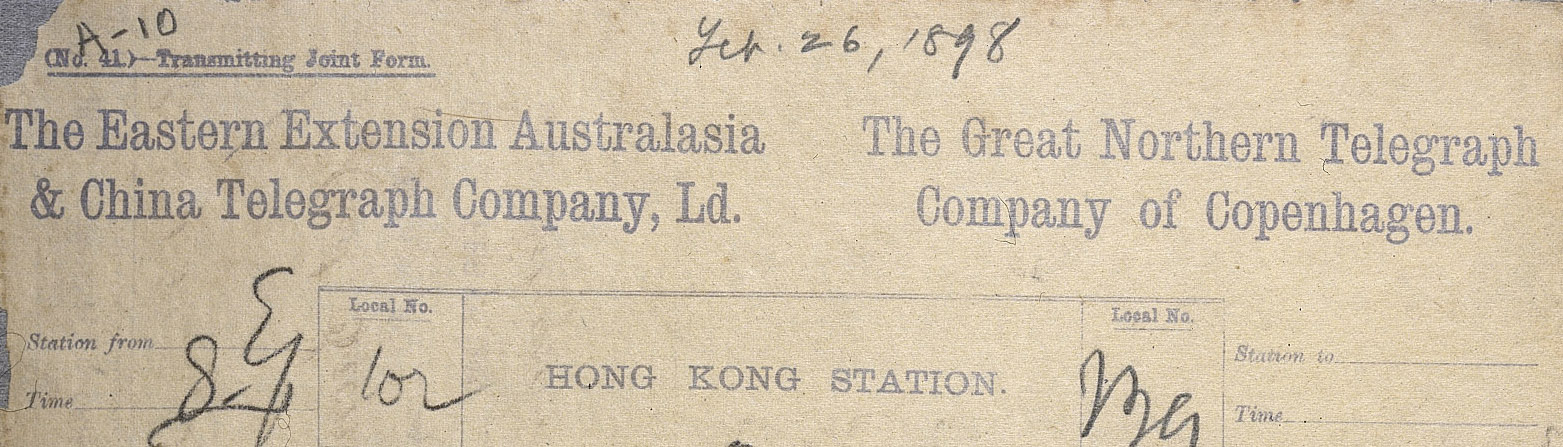 A-10
Feb. 26, 1898
(No. 41.)—Transmitting Joint Form.
The Eastern Extension Australasia
& China Telegraph Company, Ld.
The Great Northern Telegraph
Company of Copenhagen.
Station from
Time
Local No.
102
HONG KONG STATION.
Local No.
Station to
Time